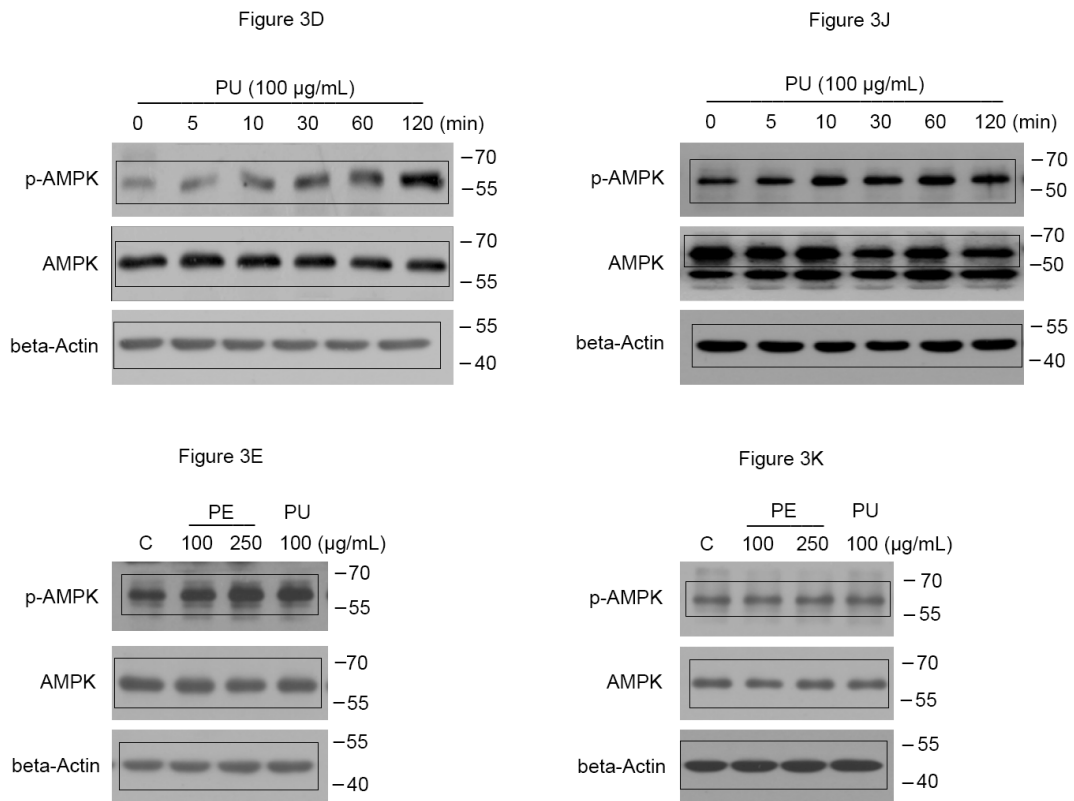 Figure 3D
PU (100 µg/mL)
0 5 10 30 60 120 (min)
p-AMPK
–70
–55
AMPK
–70
–55
beta-Actin
–55
–40
Figure 3J
PU (100 µg/mL)
0 5 10 30 60 120 (min)
p-AMPK
–70
–50
AMPK
–70
–50
beta-Actin
–55
–40
Figure 3E
PE PU
C 100 250 100 (µg/mL)
p-AMPK
–70
–55
AMPK
–70
–55
beta-Actin
–55
–40
Figure 3K
PE PU
C 100 250 100 (µg/mL)
p-AMPK
–70
–55
AMPK
–70
–55
beta-Actin
–55
–40